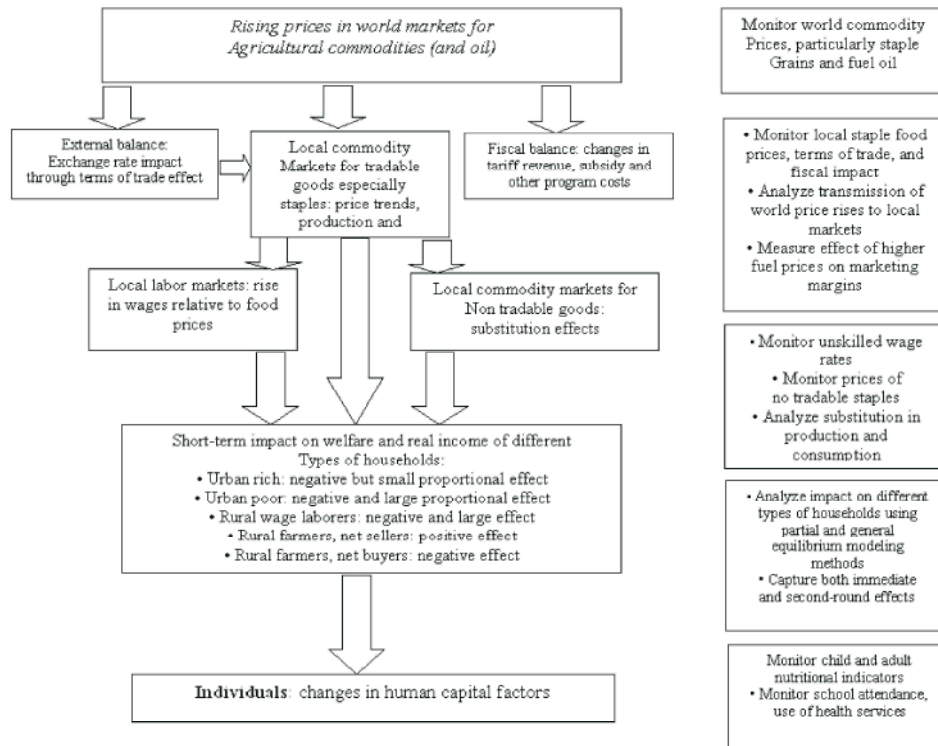 Rising prices in world markets for
Agricultural commodities (and oil)
External balance:
Exchange rate impact
through terms of trade effect
Local commodity
Markets for tradable
goods especially
staples: price trends,
production and
Fiscal balance: changes in
tariff revenue, subsidy and
other program costs
Local labor markets: rise
in wages relative to food
prices
Local commodity markets for
Non tradable goods:
substitution effects
Short-term impact on welfare and real income of different
Types of households:
• Urban rich: negative but small proportional effect
• Urban poor: negative and large proportional effect
• Rural wage laborers: negative and large effect
• Rural farmers, net sellers: positive effect
• Rural farmers, net buyers: negative effect
Individuals: changes in human capital factors
Monitor world commodity
Prices, particularly staple
Grains and fuel oil
• Monitor local staple food
prices, terms of trade, and
fiscal impact
• Analyze transmission of
world price rises to local
markets
• Measure effect of higher
fuel prices on marketing
margins
• Monitor unskilled wage
rates
• Monitor prices of
no tradable staples
• Analyze substitution in
production and
consumption
• Analyze impact on different
types of households using
partial and general
equilibrium modeling
methods
• Capture both immediate
and second-round effects
Monitor child and adult
nutritional indicators
• Monitor school attendance,
use of health services